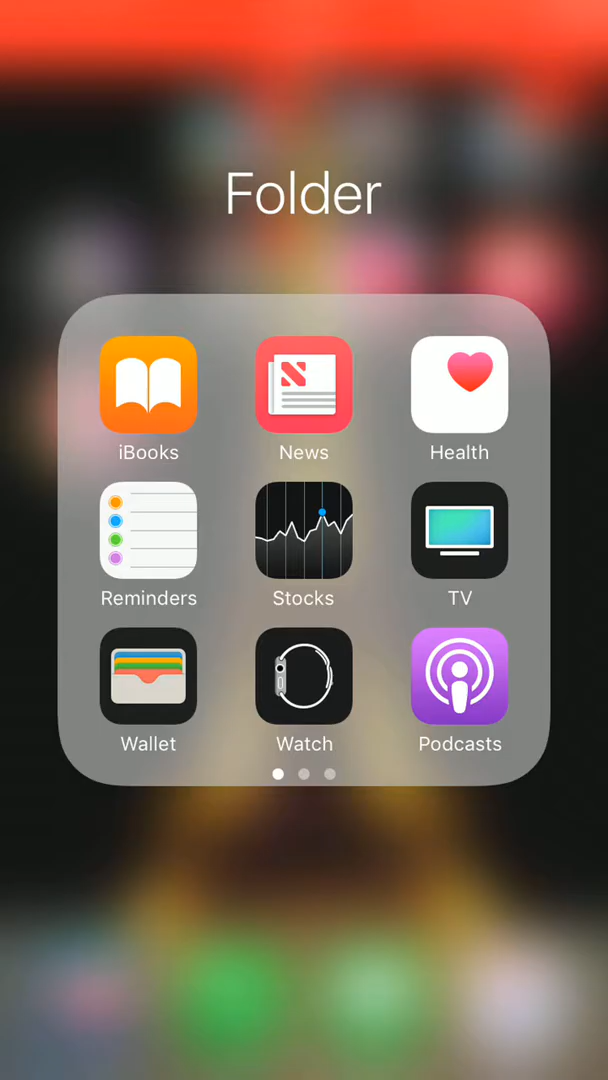 Folder
iBooks
News
Health
Reminders
Stocks
TV
Wallet
Watch
Podcasts